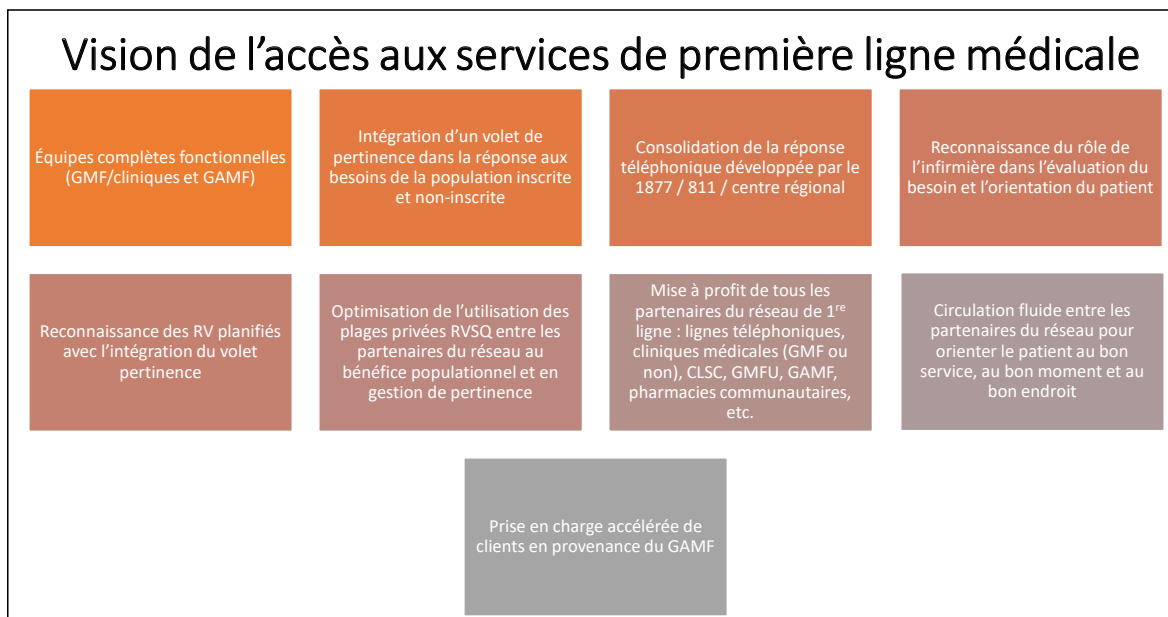 Vision de l’accès aux services de première ligne médicale
Équipes complètes fonctionnelles
(GMF/cliniques et GAMF)
Intégration d’un volet de
pertinence dans la réponse aux
besoins de la population inscrite
et non-inscrite
Consolidation de la réponse
téléphonique développée par le
1877 / 811 / centre régional
Reconnaissance du rôle de
l’infirmière dans l’évaluation du
besoin et l’orientation du patient
Reconnaissance des RV planifiés
avec l’intégration du volet
pertinence
Optimisation de l’utilisation des
plages privées RVSQ entre les
partenaires du réseau au
bénéfice populationnel et en
gestion de pertinence
Mise à profit de tous les
partenaires du réseau de 1re
ligne : lignes téléphoniques,
cliniques médicales (GMF ou
non), CLSC, GMFU, GAMF,
pharmacies communautaires,
etc.
Circulation fluide entre les
partenaires du réseau pour
orienter le patient au bon
service, au bon moment et au
bon endroit
Prise en charge accélérée de
clients en provenance du GAMF